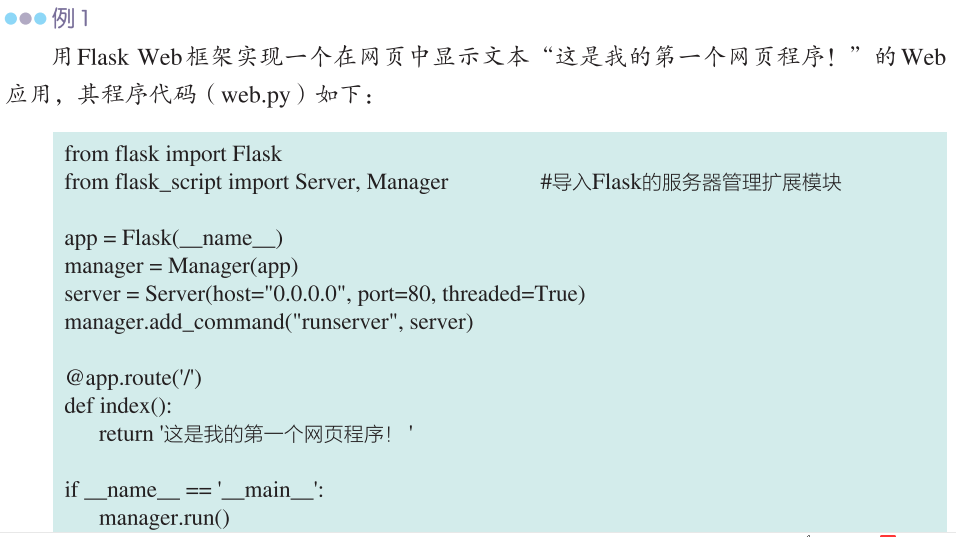 例1
用Flask Web框架实现一个在网页中显示文本“这是我的第一个网页程序！”的Web
应用，其程序代码（web.py）如下：
from flask import Flask
from flask_script import Server, Manager #导入Flask的服务器管理扩展模块
app = Flask(__name__)
manager = Manager(app)
server = Server(host="0.0.0.0", port=80, threaded=True)
manager.add_command("runserver", server)
@app.route('/')
def index():
return '这是我的第一个网页程序！ '
if __name__ == '__main__':
manager.run()